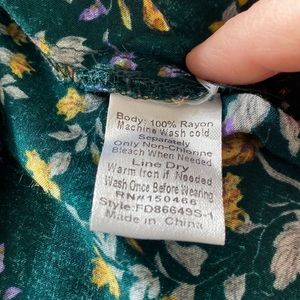 Body: 100% Rayon
Machine Wash cold
Separately
Only Non-Chlorine
Bleach When Needed
Line Dry
Warm Iron if Needed
Wash Once Before Wearing
RN#150466
Style:FD86649S-1
Made in China